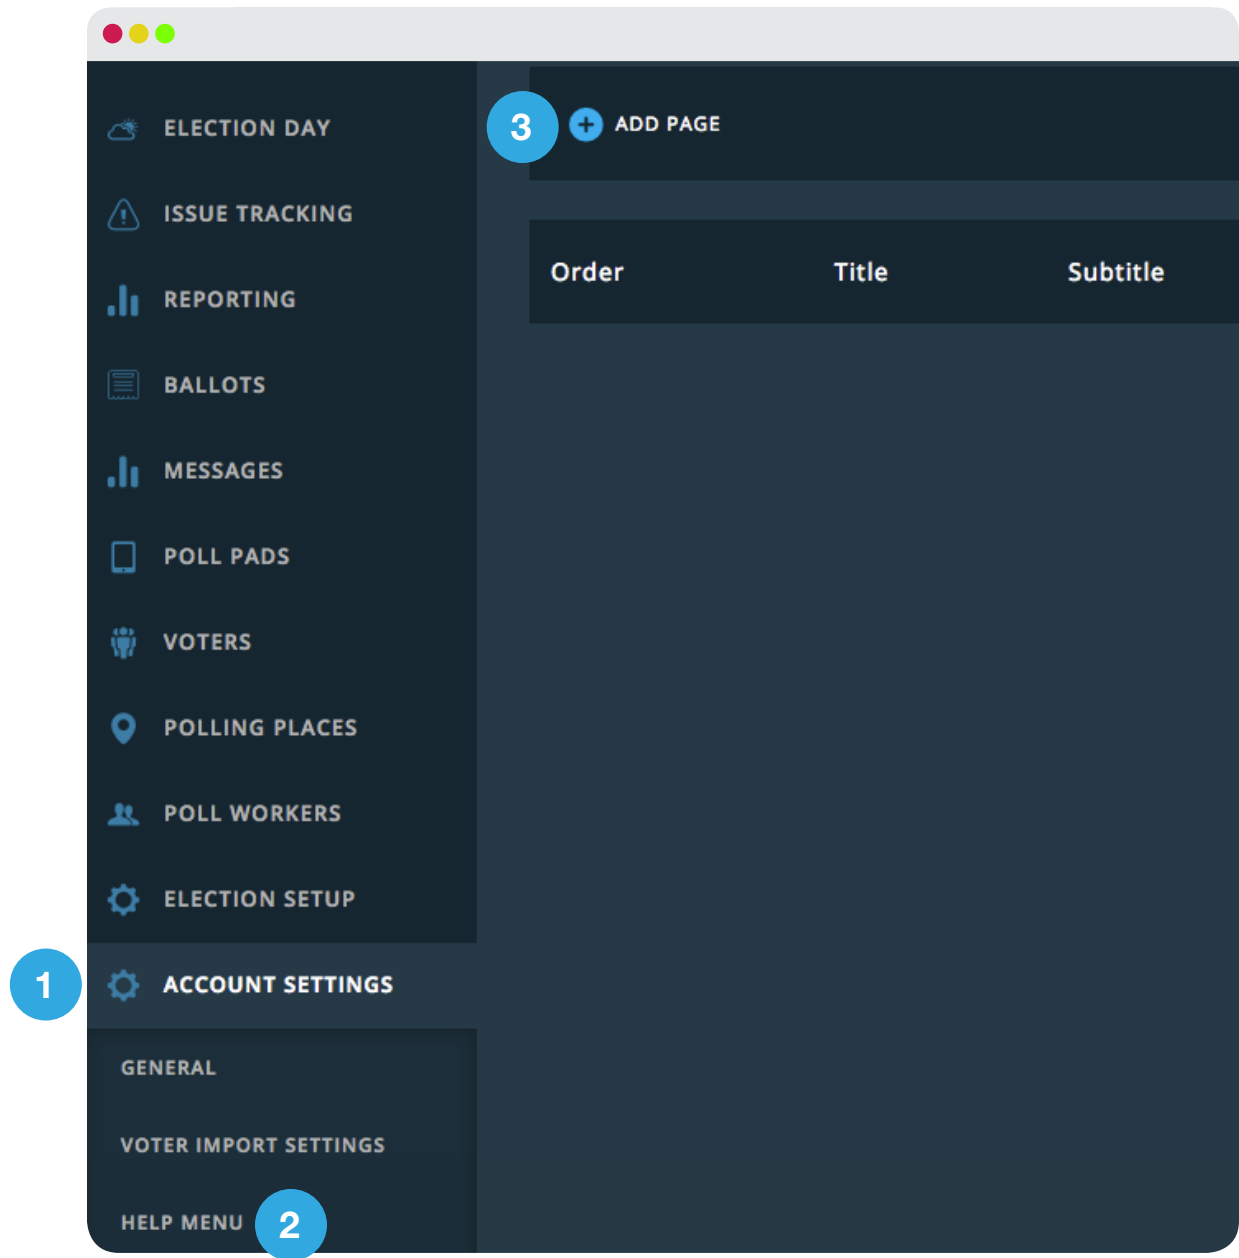 ELECTION DAY
ISSUE TRACKING
REPORTING
BALLOTS
MESSAGES
POLL PADS
VOTERS
POLLING PLACES
POLL WORKERS
ELECTION SETUP
1 ACCOUNT SETTINGS
GENERAL
VOTER IMPORT SETTINGS
HELP MENU 2
3 ADD PAGE
Order Title Subtitle